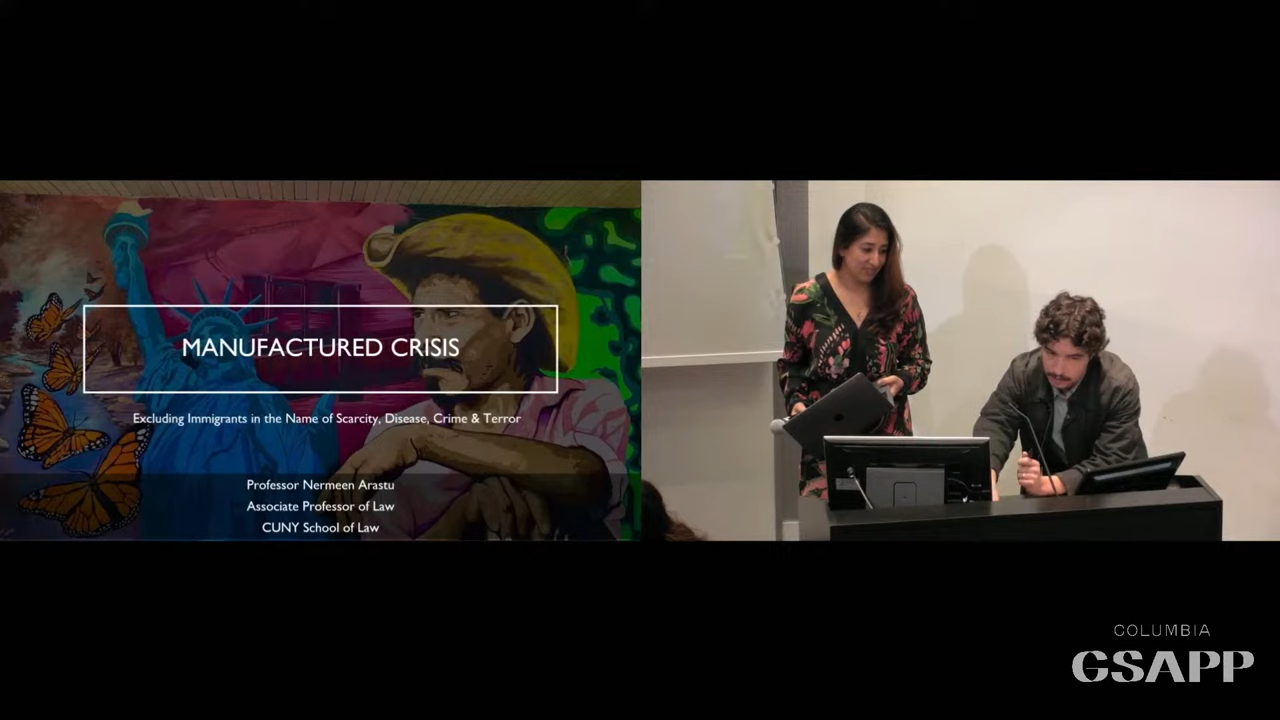 MANUFACTURED CRISIS
Excluding Immigrants in the Name of Scarcity, Disease, Crime & Terror
Professor Nermeen Arastu
Associate Professor of Law
CUNY School of Law
COLUMBIA
GSAPP